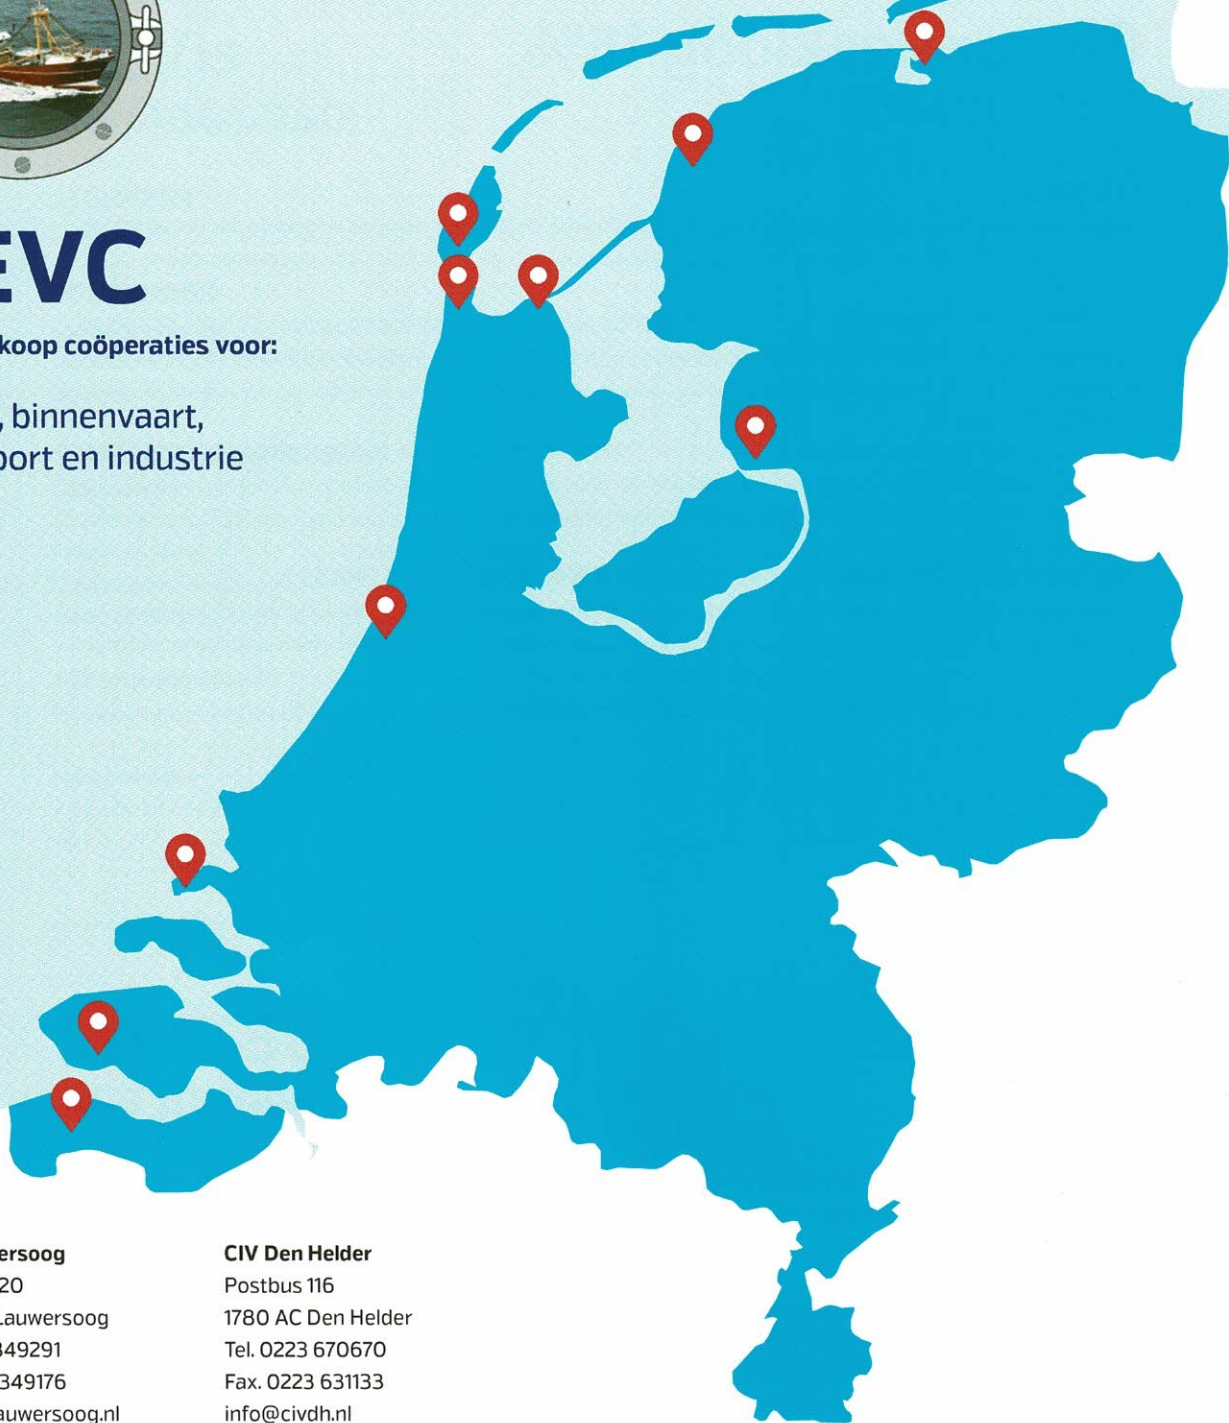 EVC
koop coöperaties voor:
, binnenvaart,
port en industrie
ersoog
20
Lauwersoog
349291
349176
auwersoog.nl
CIV Den Helder
Postbus 116
1780 AC Den Helder
Tel. 0223 670670
Fax. 0223 631133
info@civdh.nl